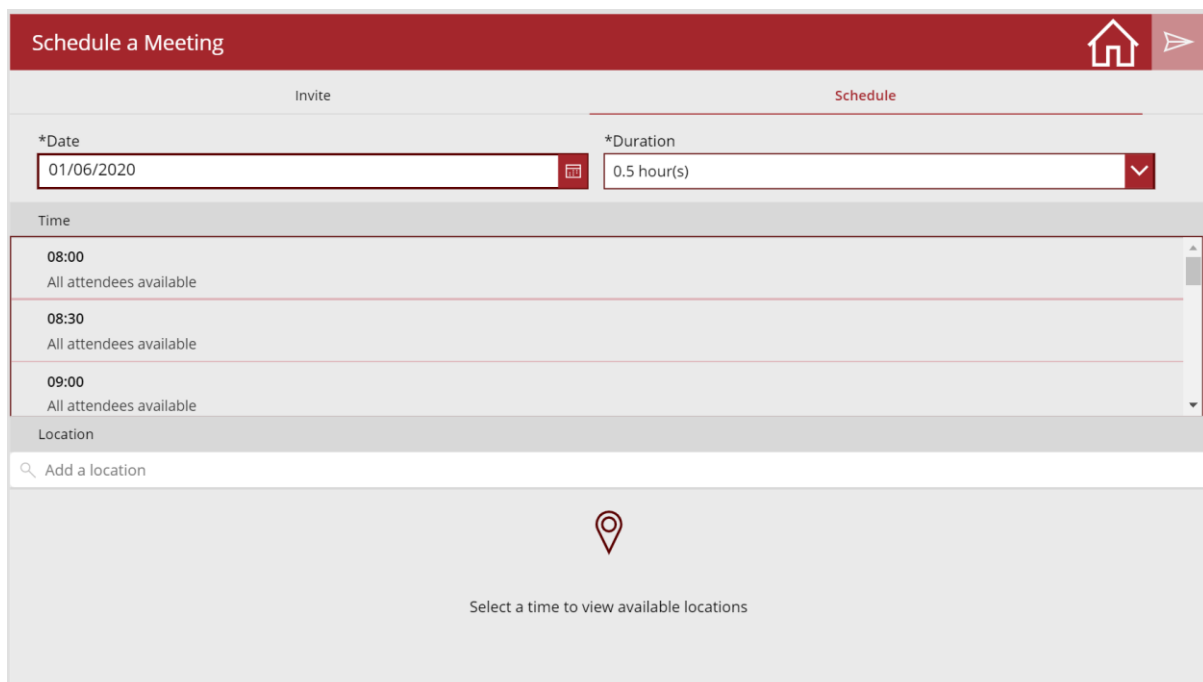 Schedule a Meeting
Invite
Schedule
*Date
*Duration
01/06/2020
0.5 hour(s)
Time
08:00
All attendees available
08:30
All attendees available
09:00
All attendees available
Location
Add a location
Select a time to view available locations